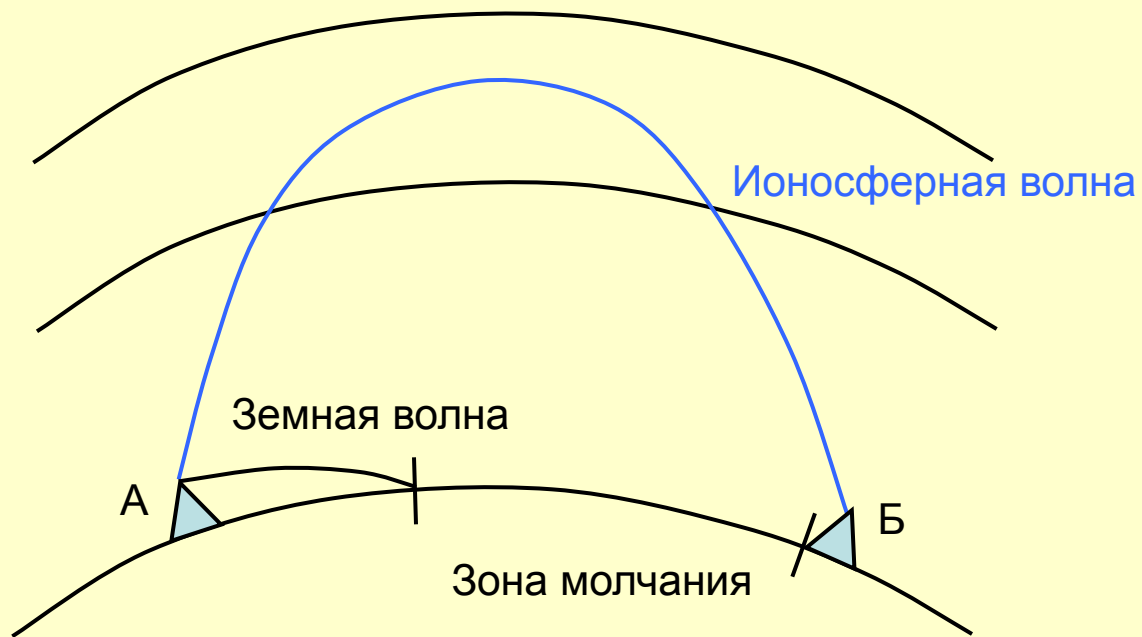 Ионосферная волна
Земная волна
А
Б
Зона молчания